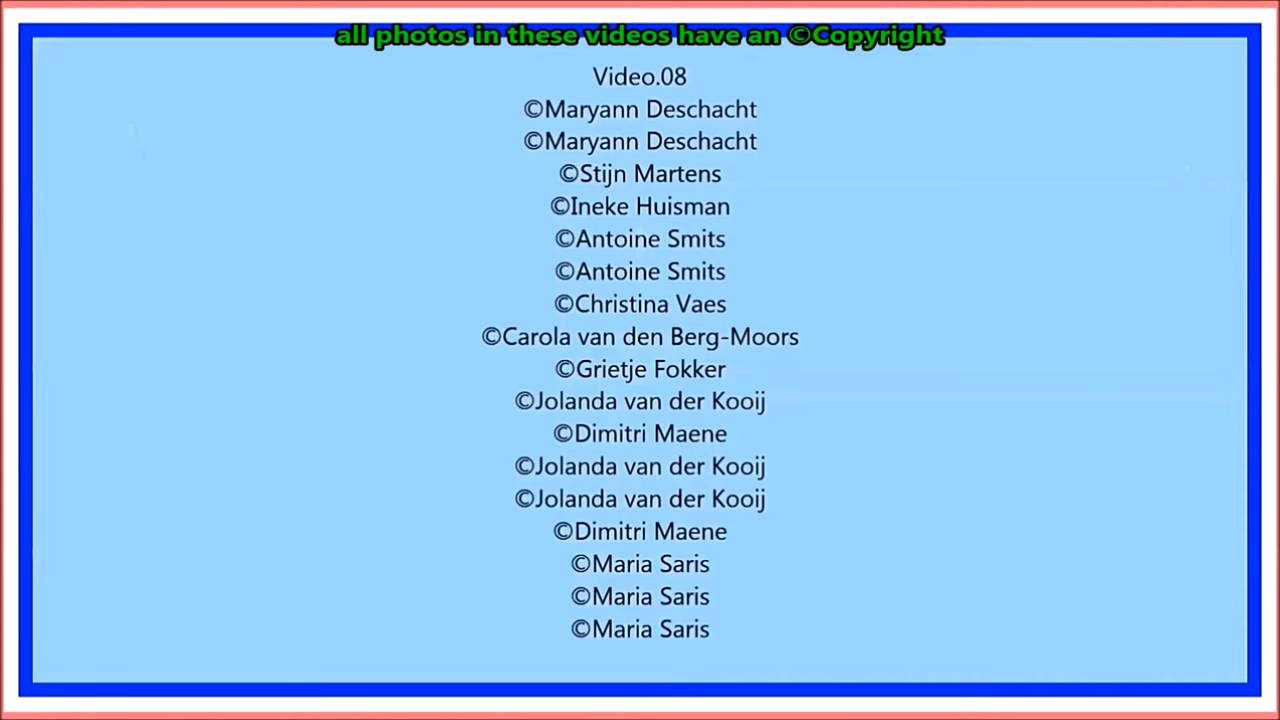 all photos in these videos have an ©Copyright
Video.08
©Maryann Deschacht
©Maryann Deschacht
©Stijn Martens
©Ineke Huisman
©Antoine Smits
©Antoine Smits
©Christina Vaes
©Carola van den Berg-Moors
©Grietje Fokker
©Jolanda van der Kooij
©Dimitri Maene
©Jolanda van der Kooij
©Jolanda van der Kooij
©Dimitri Maene
©Maria Saris
©Maria Saris
©Maria Saris